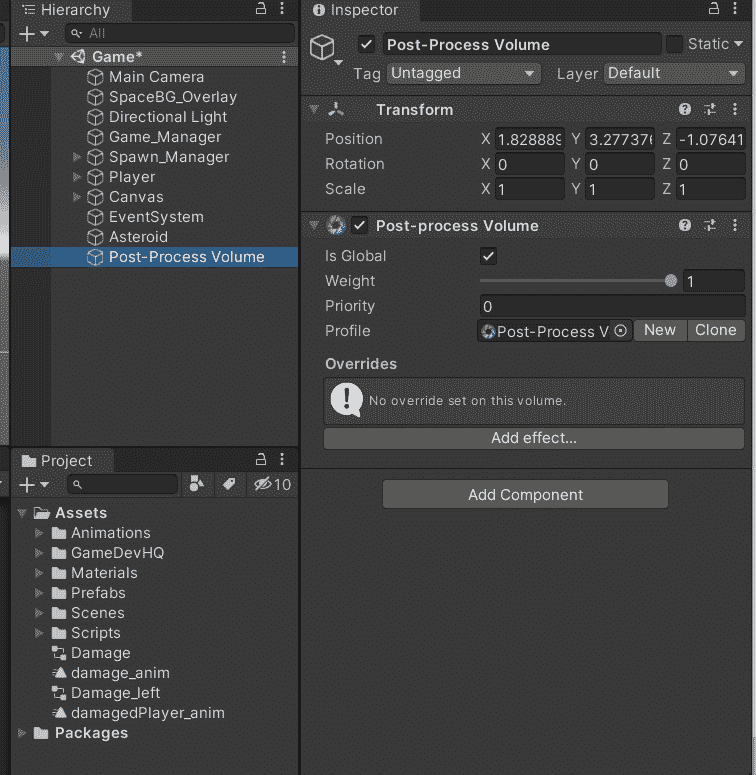 Hierarchy
All
Game*
Main Camera
SpaceBG_Overlay
Directional Light
Game_Manager
Spawn_Manager
Player
Canvas
EventSystem
Asteroid
Post-Process Volume
Project
10
Assets
Animations
GameDevHQ
Materials
Prefabs
Scenes
Scripts
Damage
damage_anim
Damage_left
damagedPlayer_anim
Packages
Inspector
Post-Process Volume Static
Tag Untagged Layer Default
Transform
Position X 1.828889 Y 3.277376 Z -1.07641
Rotation X 0 Y 0 Z 0
Scale X 1 Y 1 Z 1
Post-process Volume
Is Global
Weight 1
Priority 0
Profile Post-Process V New Clone
Overrides
No override set on this volume.
Add effect...
Add Component